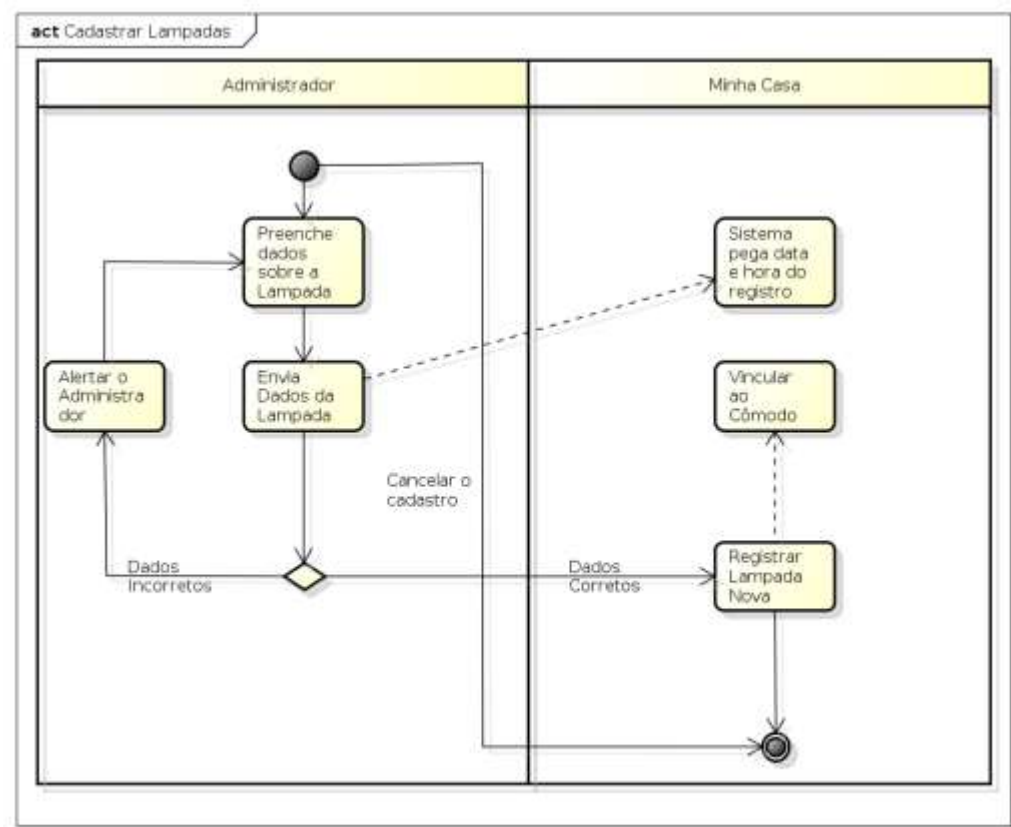 act Cadastrar Lampadas
Administrador
Minha Casa
Preenche
dados
sobre a
Lampada
Sistema
pega data
e hora do
registro
Alertar o
Administra
dor
Envia
Dados da
Lampada
Vincular
ao
Cômodo
Cancelar o
cadastro
Dados
Incorretos
Dados
Corretos
Registrar
Lampada
Nova